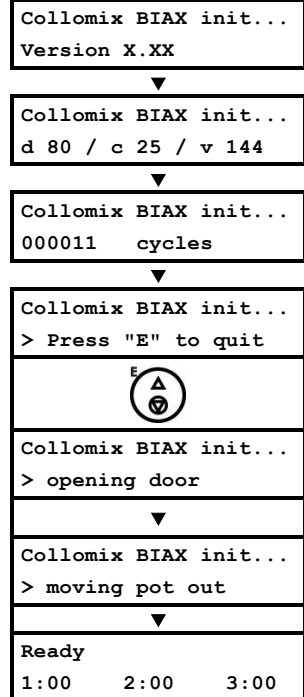 Collomix BIAX init...
Version X.XX
Collomix BIAX init...
d 80 / c 25 / v 144
Collomix BIAX init...
000011 cycles
Collomix BIAX init...
> Press "E" to quit
E
Collomix BIAX init...
> opening door
Collomix BIAX init...
> moving pot out
Ready
1:00 2:00 3:00